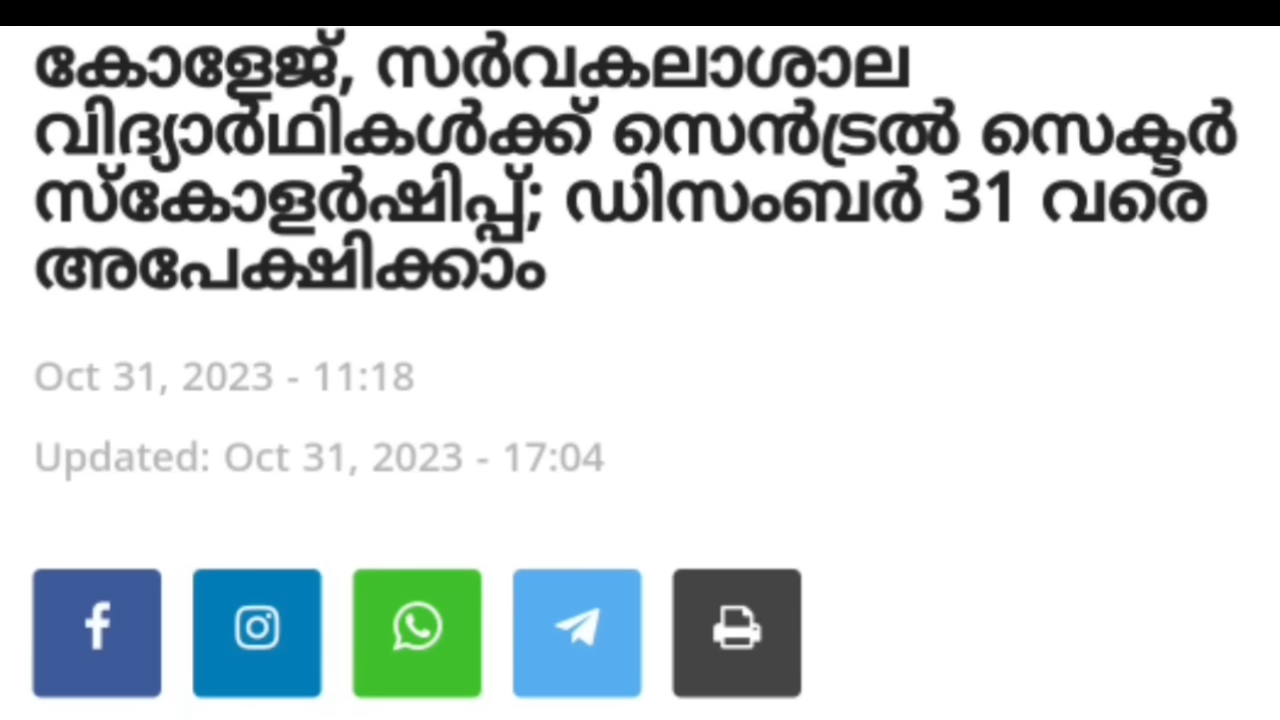 കോളേജ്, സർവകലാശാല
വിദ്യാർഥികൾക്ക് സെൻട്രൽ സെക്ടർ
സ്കോളർഷിപ്പ്; ഡിസംബർ 31 വരെ
അപേക്ഷിക്കാം
Oct 31, 2023 - 11:18
Updated: Oct 31, 2023 - 17:04